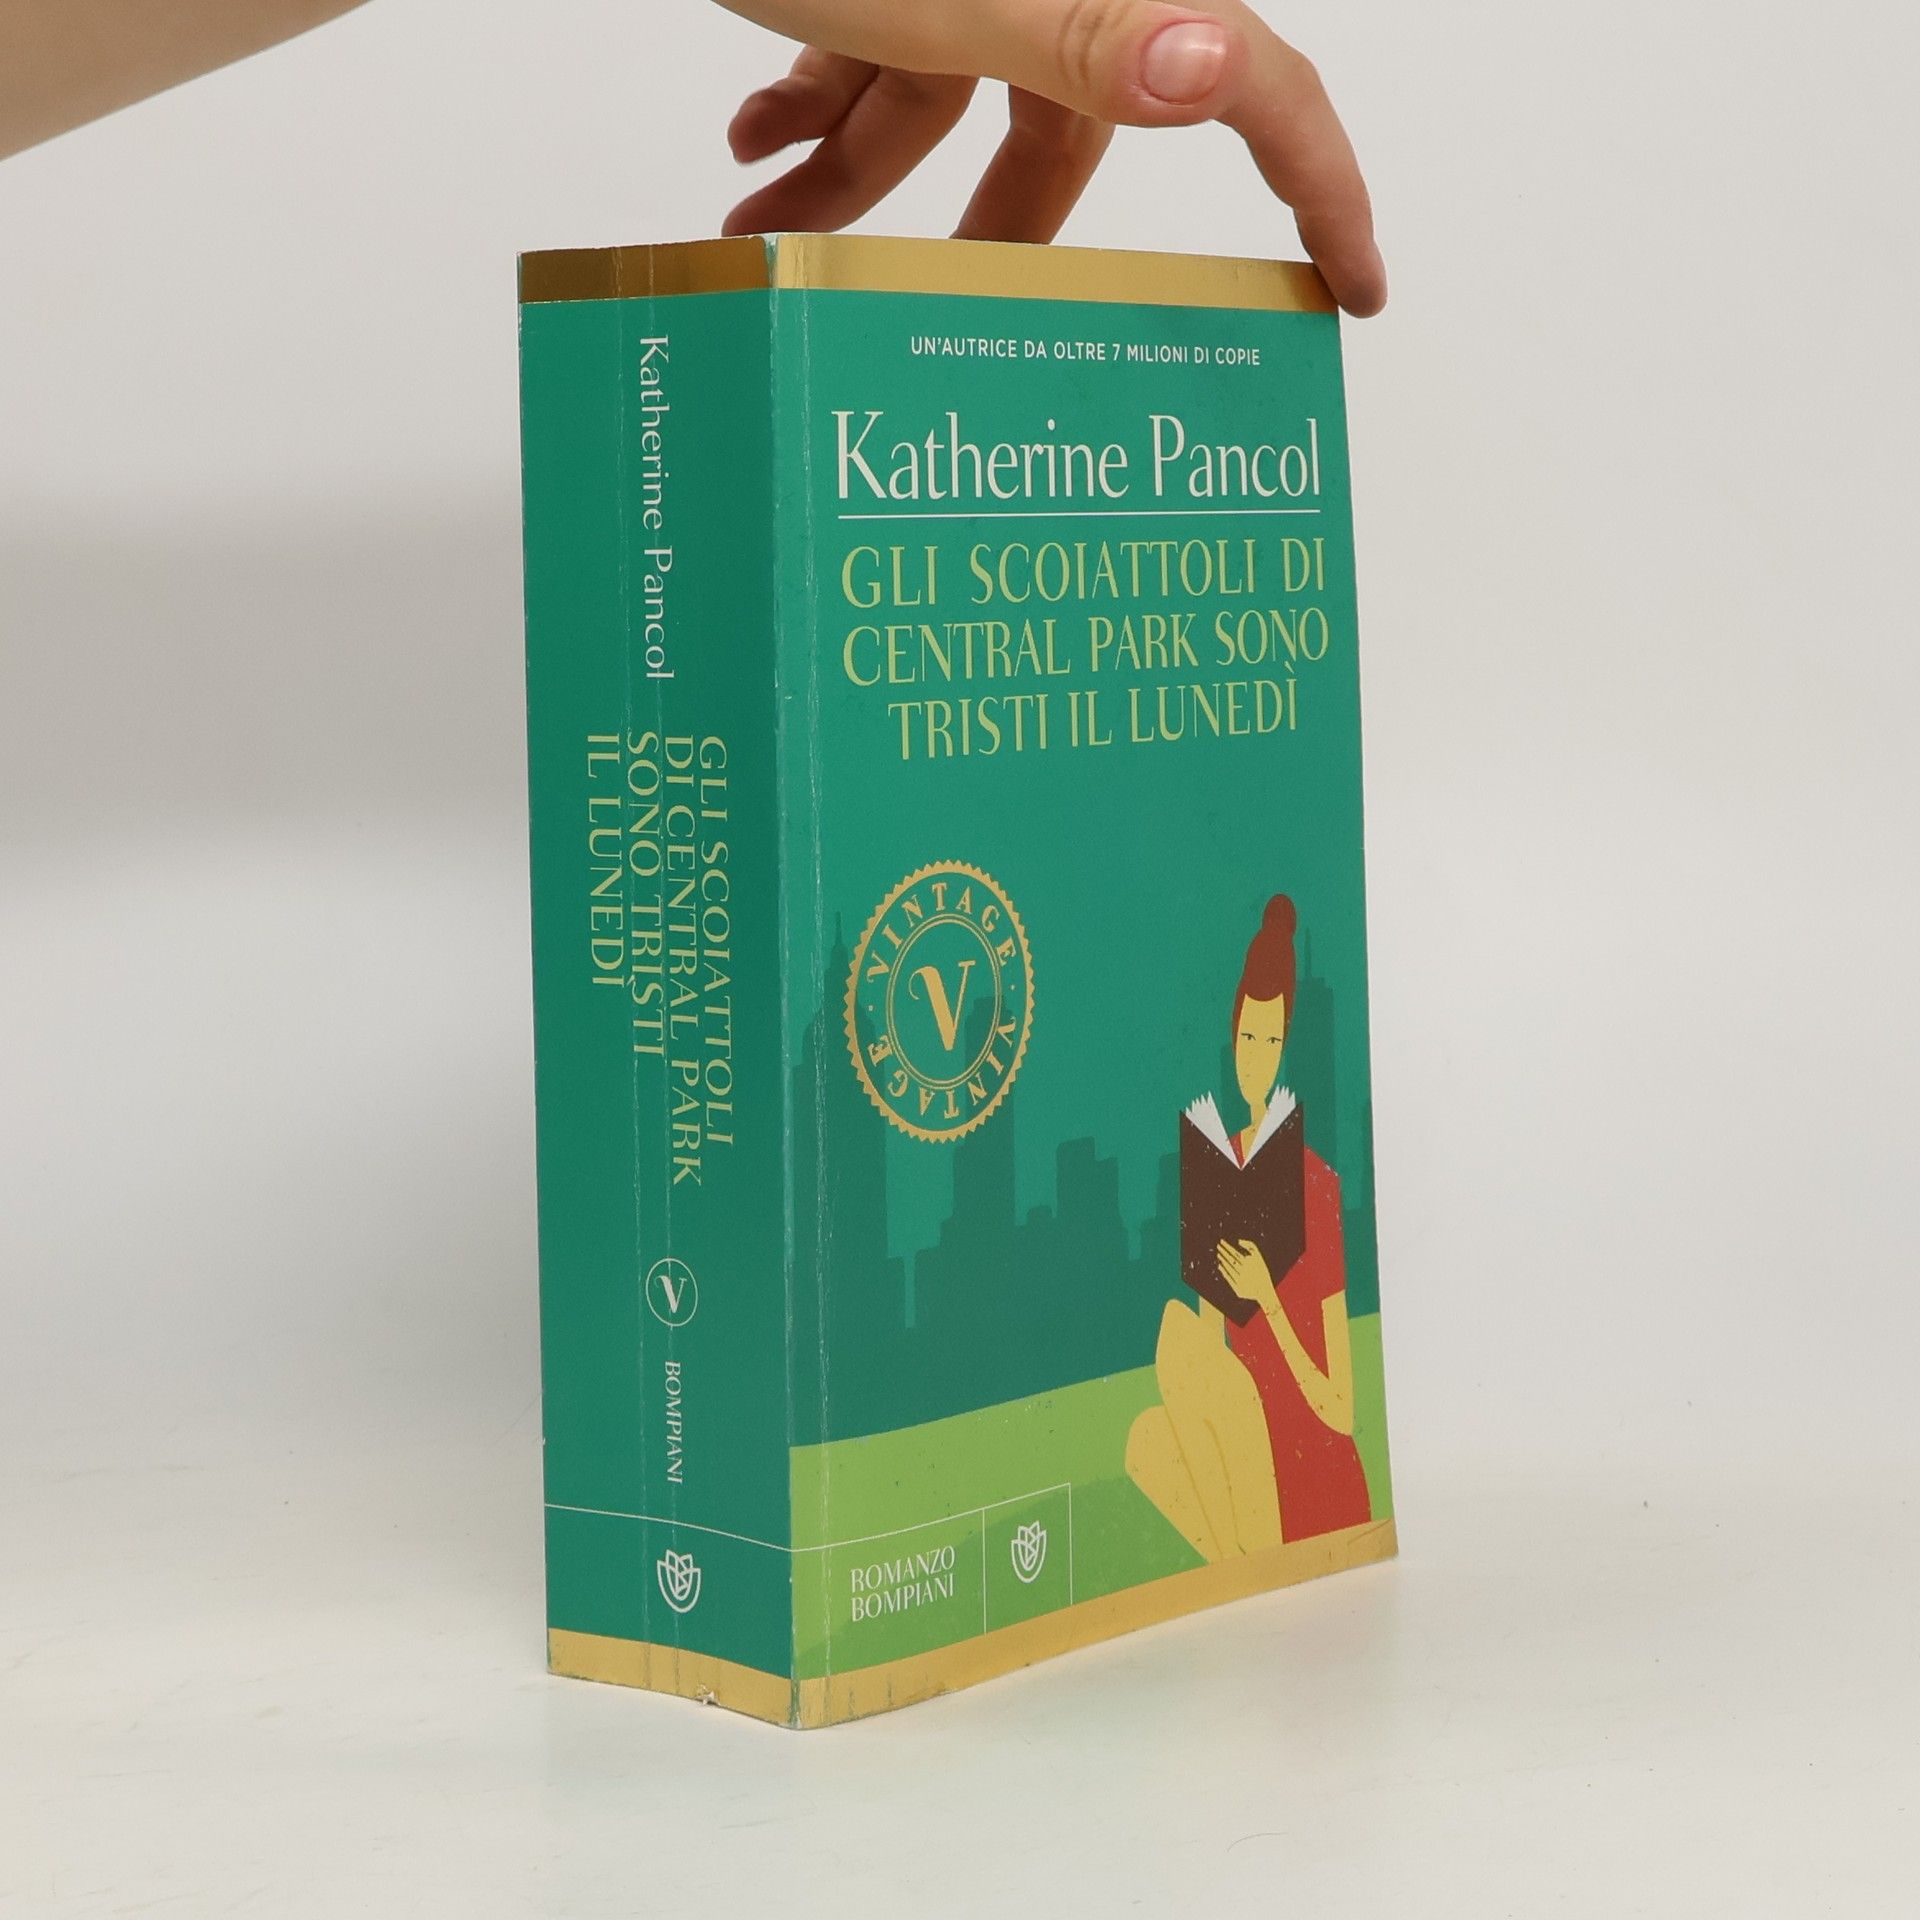 UN'AUTRICE DA OLTRE 7 MILIONI DI COPIE
Katherine Pancol
GLI SCOIATTOLI DI
CENTRAL PARK SONO
TRISTI IL LUNEDÌ
VINTAGE · VINTAGE ·
V
ROMANZO
BOMPIANI
Katherine Pancol
GLI SCOIATTOLI
DI CENTRAL PARK
SONO TRISTI
IL LUNEDÌ
V
BOMPIANI